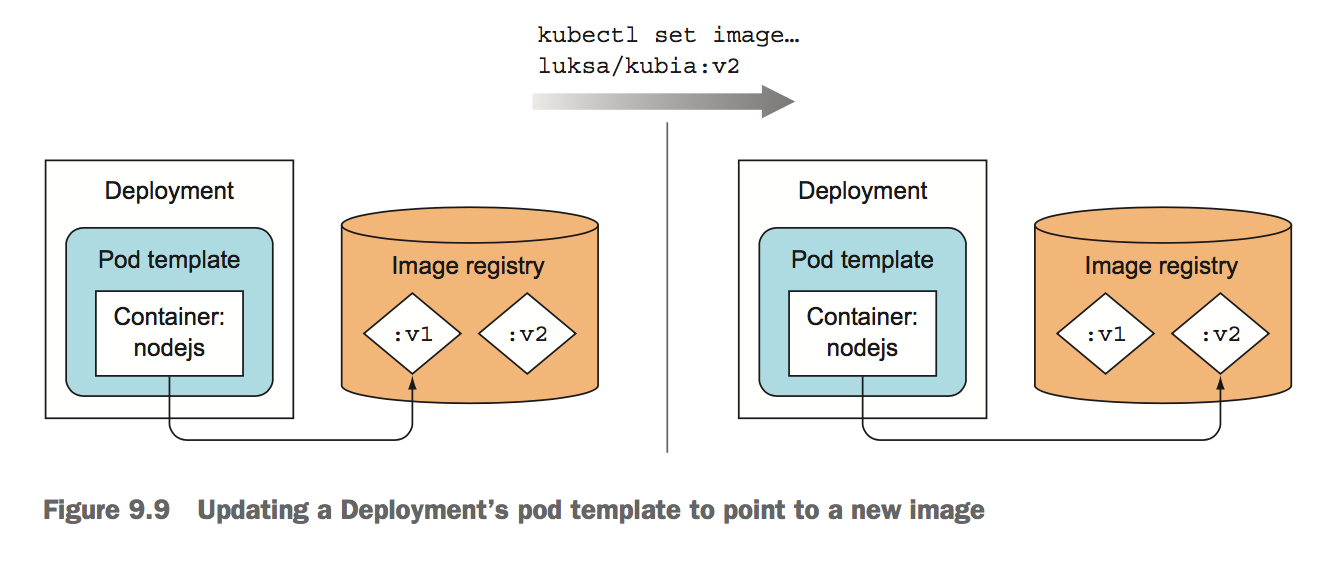 kubectl set image…
luksa/kubia:v2
Deployment
Pod template
Container:
nodejs
Image registry
:v1
:v2
Deployment
Pod template
Container:
nodejs
Image registry
:v1
:v2
Figure 9.9 Updating a Deployment’s pod template to point to a new image